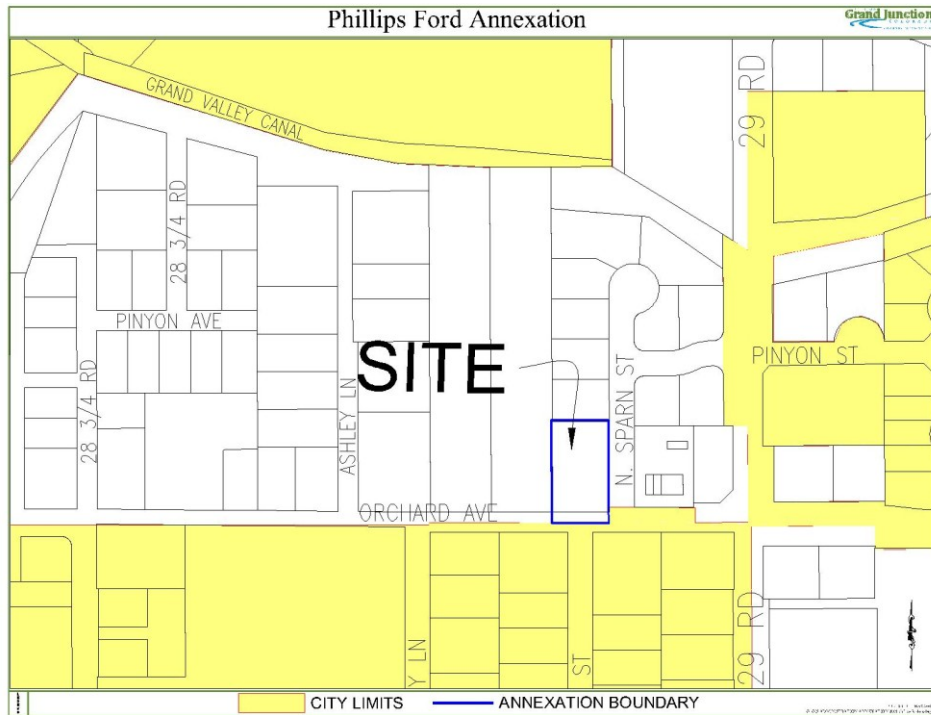 Phillips Ford Annexation
Grand Junction
COLORADO
GRAND VALLEY CANAL
29 RD
28 3/4 RD
PINYON AVE
PINYON ST
SITE
N. SPARN ST
28 3/4 RD
ASHLEY LN
ORCHARD AVE
Y LN
ST
29 RD
CITY LIMITS
ANNEXATION BOUNDARY